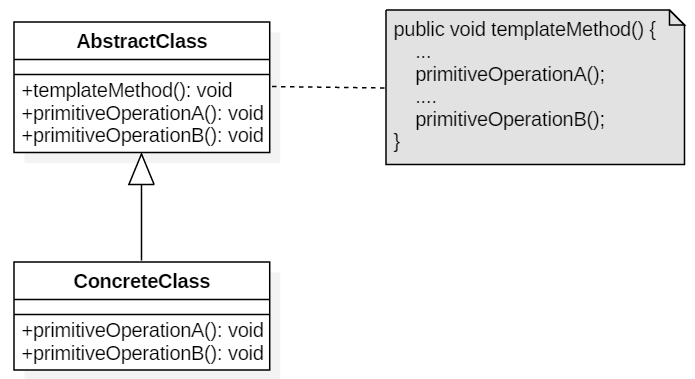 AbstractClass
+templateMethod(): void
+primitiveOperationA(): void
+primitiveOperationB(): void
public void templateMethod() {
...
primitiveOperationA();
....
primitiveOperationB();
}
ConcreteClass
+primitiveOperationA(): void
+primitiveOperationB(): void